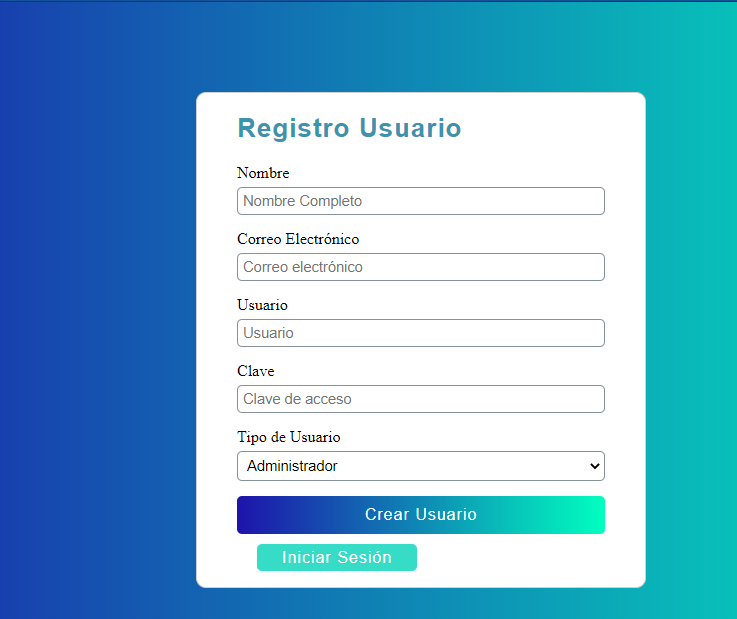 Registro Usuario
Nombre
Nombre Completo
Correo Electrónico
Correo electrónico
Usuario
Usuario
Clave
Clave de acceso
Tipo de Usuario
Administrador
Crear Usuario
Iniciar Sesión